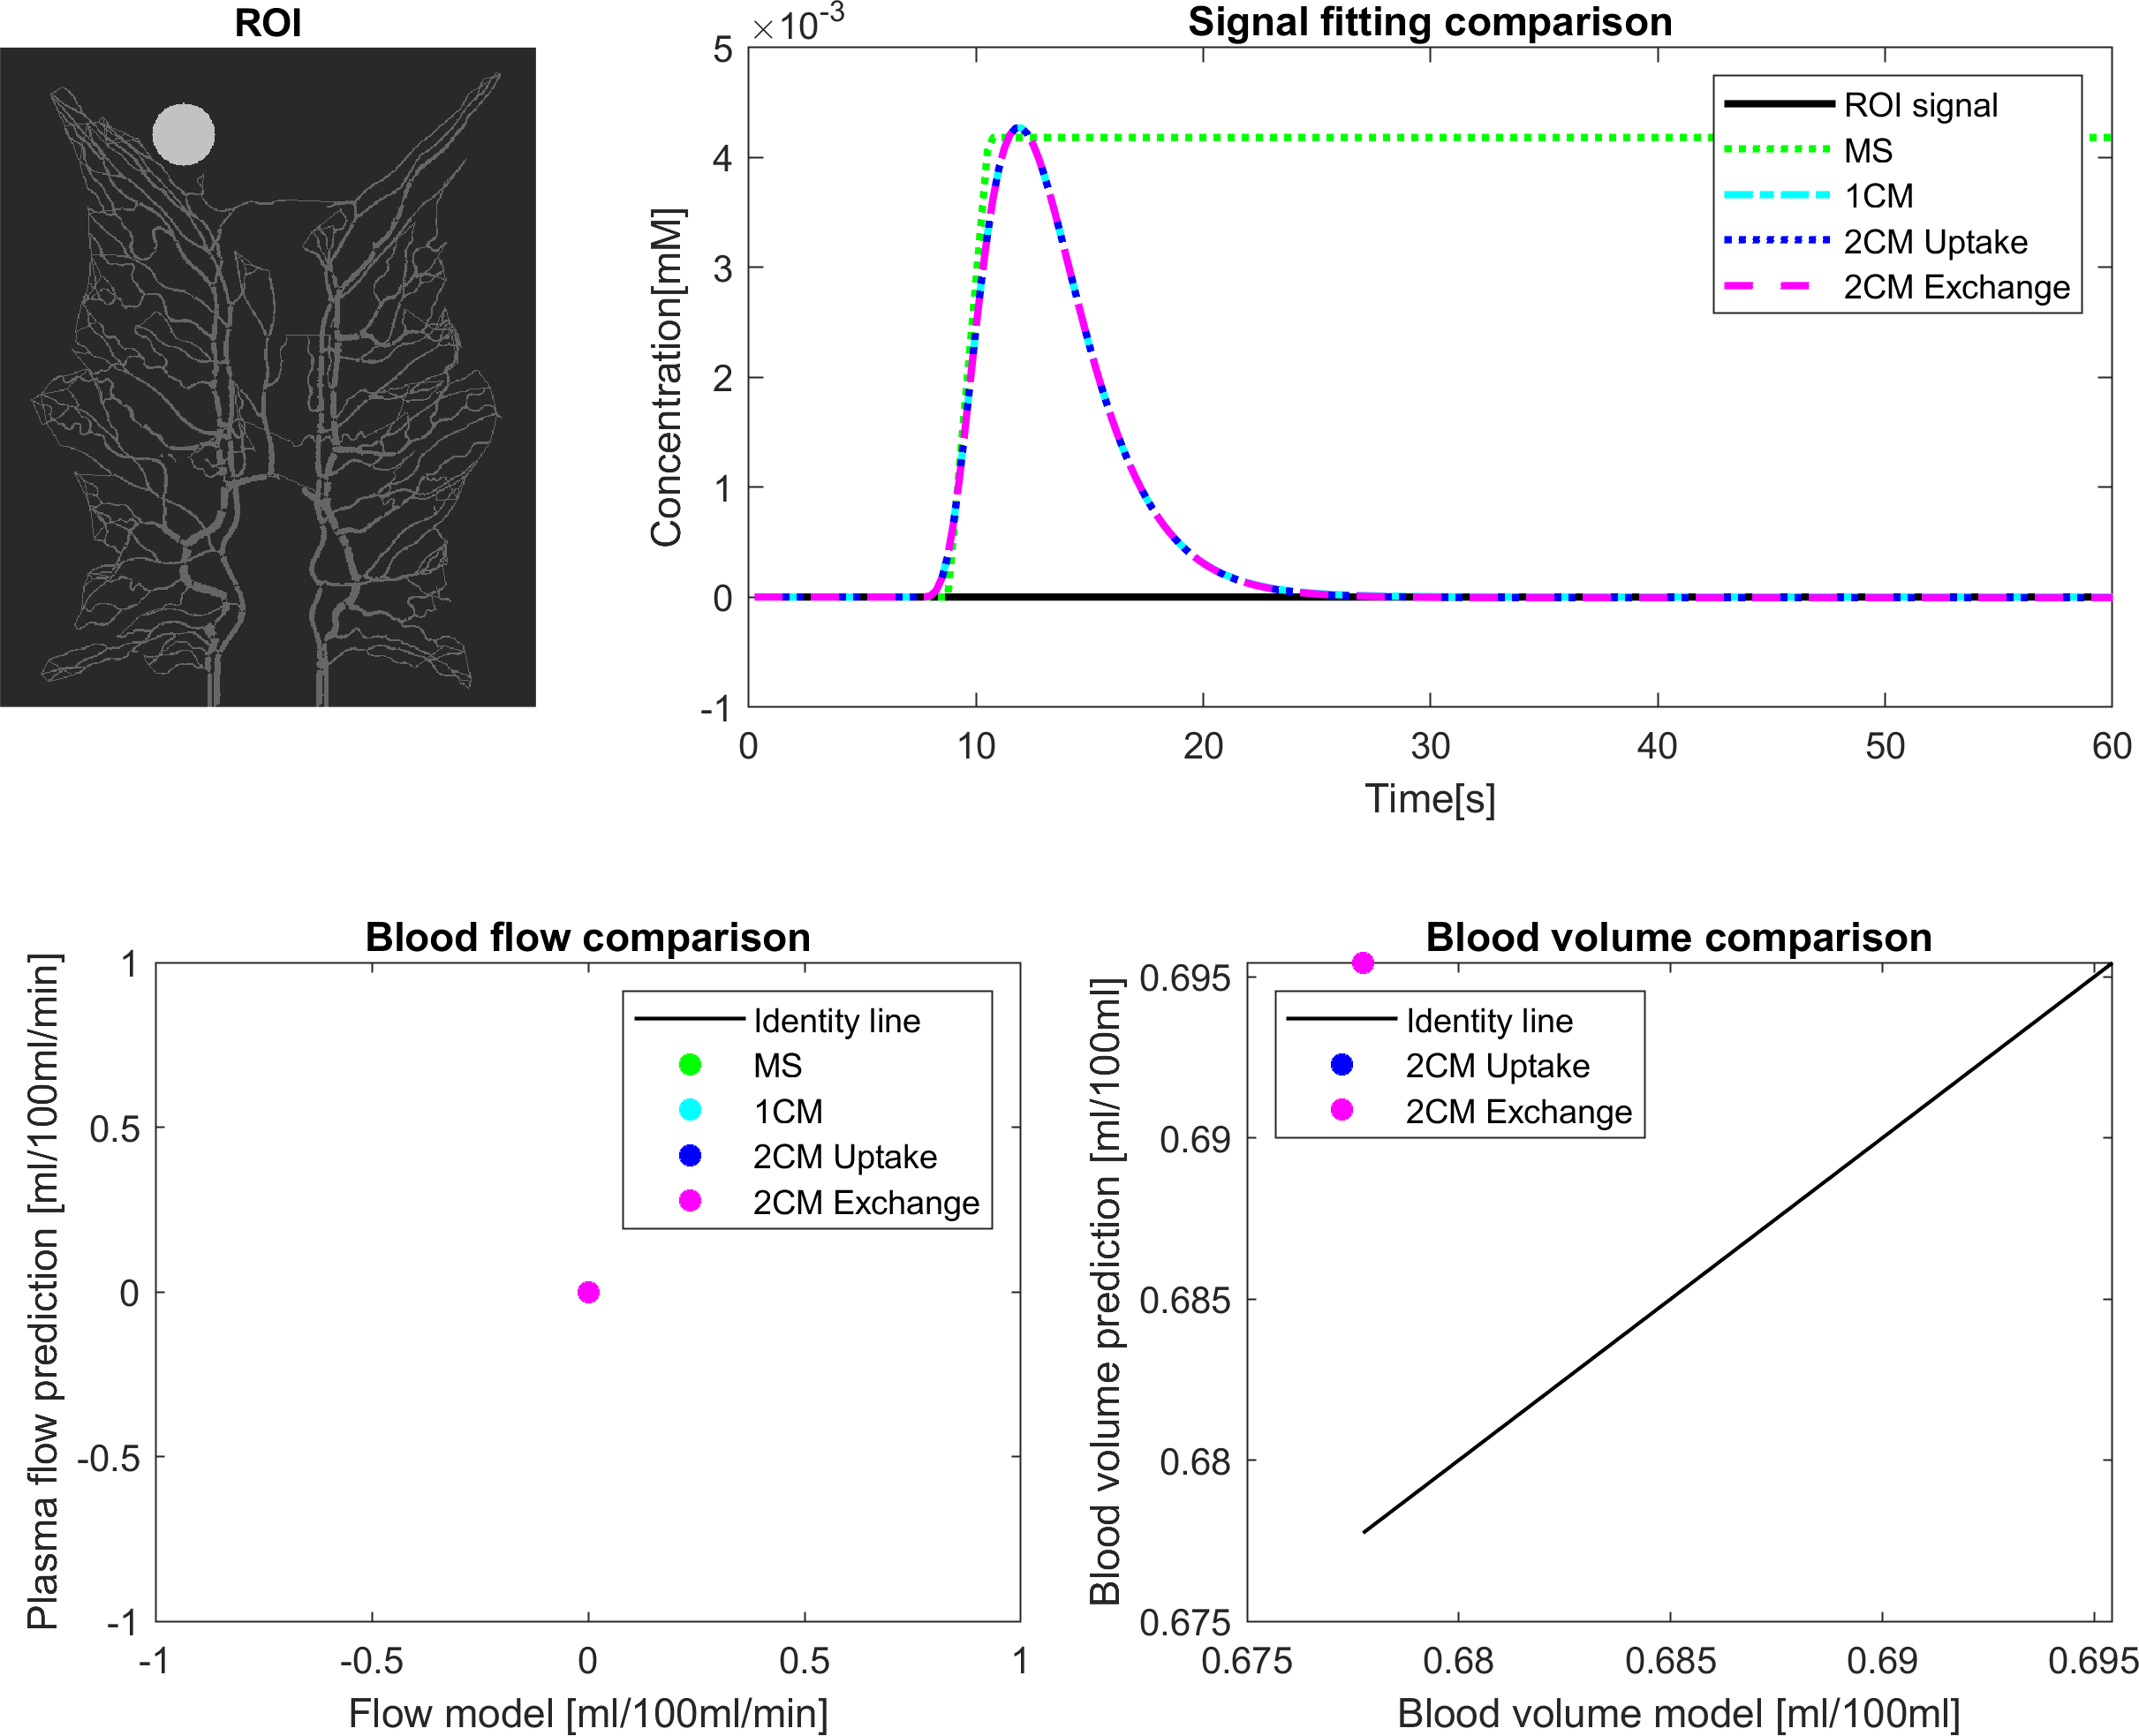 ROI
Signal fitting comparison
×10-3
5
4
3
2
1
0
-1
Concentration[mM]
0 10 20 30 40 50 60
Time[s]
ROI signal
MS
1CM
2CM Uptake
2CM Exchange
Blood flow comparison
1
0.5
0
-0.5
-1
Plasma flow prediction [ml/100ml/min]
-1 -0.5 0 0.5 1
Flow model [ml/100ml/min]
Identity line
MS
1CM
2CM Uptake
2CM Exchange
Blood volume comparison
0.695
0.69
0.685
0.68
0.675
Blood volume prediction [ml/100ml]
0.675 0.68 0.685 0.69 0.695
Blood volume model [ml/100ml]
Identity line
2CM Uptake
2CM Exchange